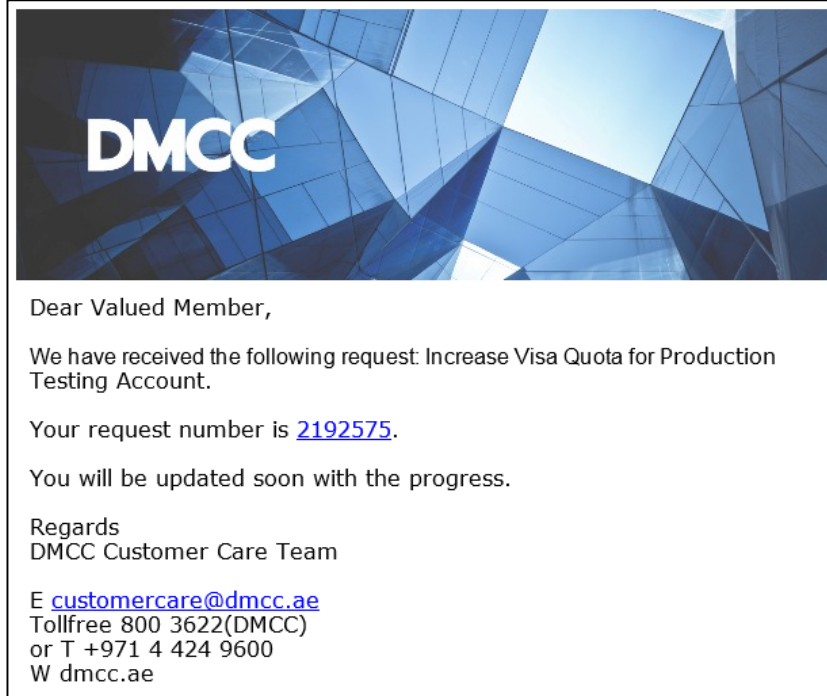 DMCC
Dear Valued Member,
We have received the following request: Increase Visa Quota for Production
Testing Account.
Your request number is 2192575.
You will be updated soon with the progress.
Regards
DMCC Customer Care Team
E customercare@dmcc.ae
Tollfree 800 3622(DMCC)
or T +971 4 424 9600
W dmcc.ae